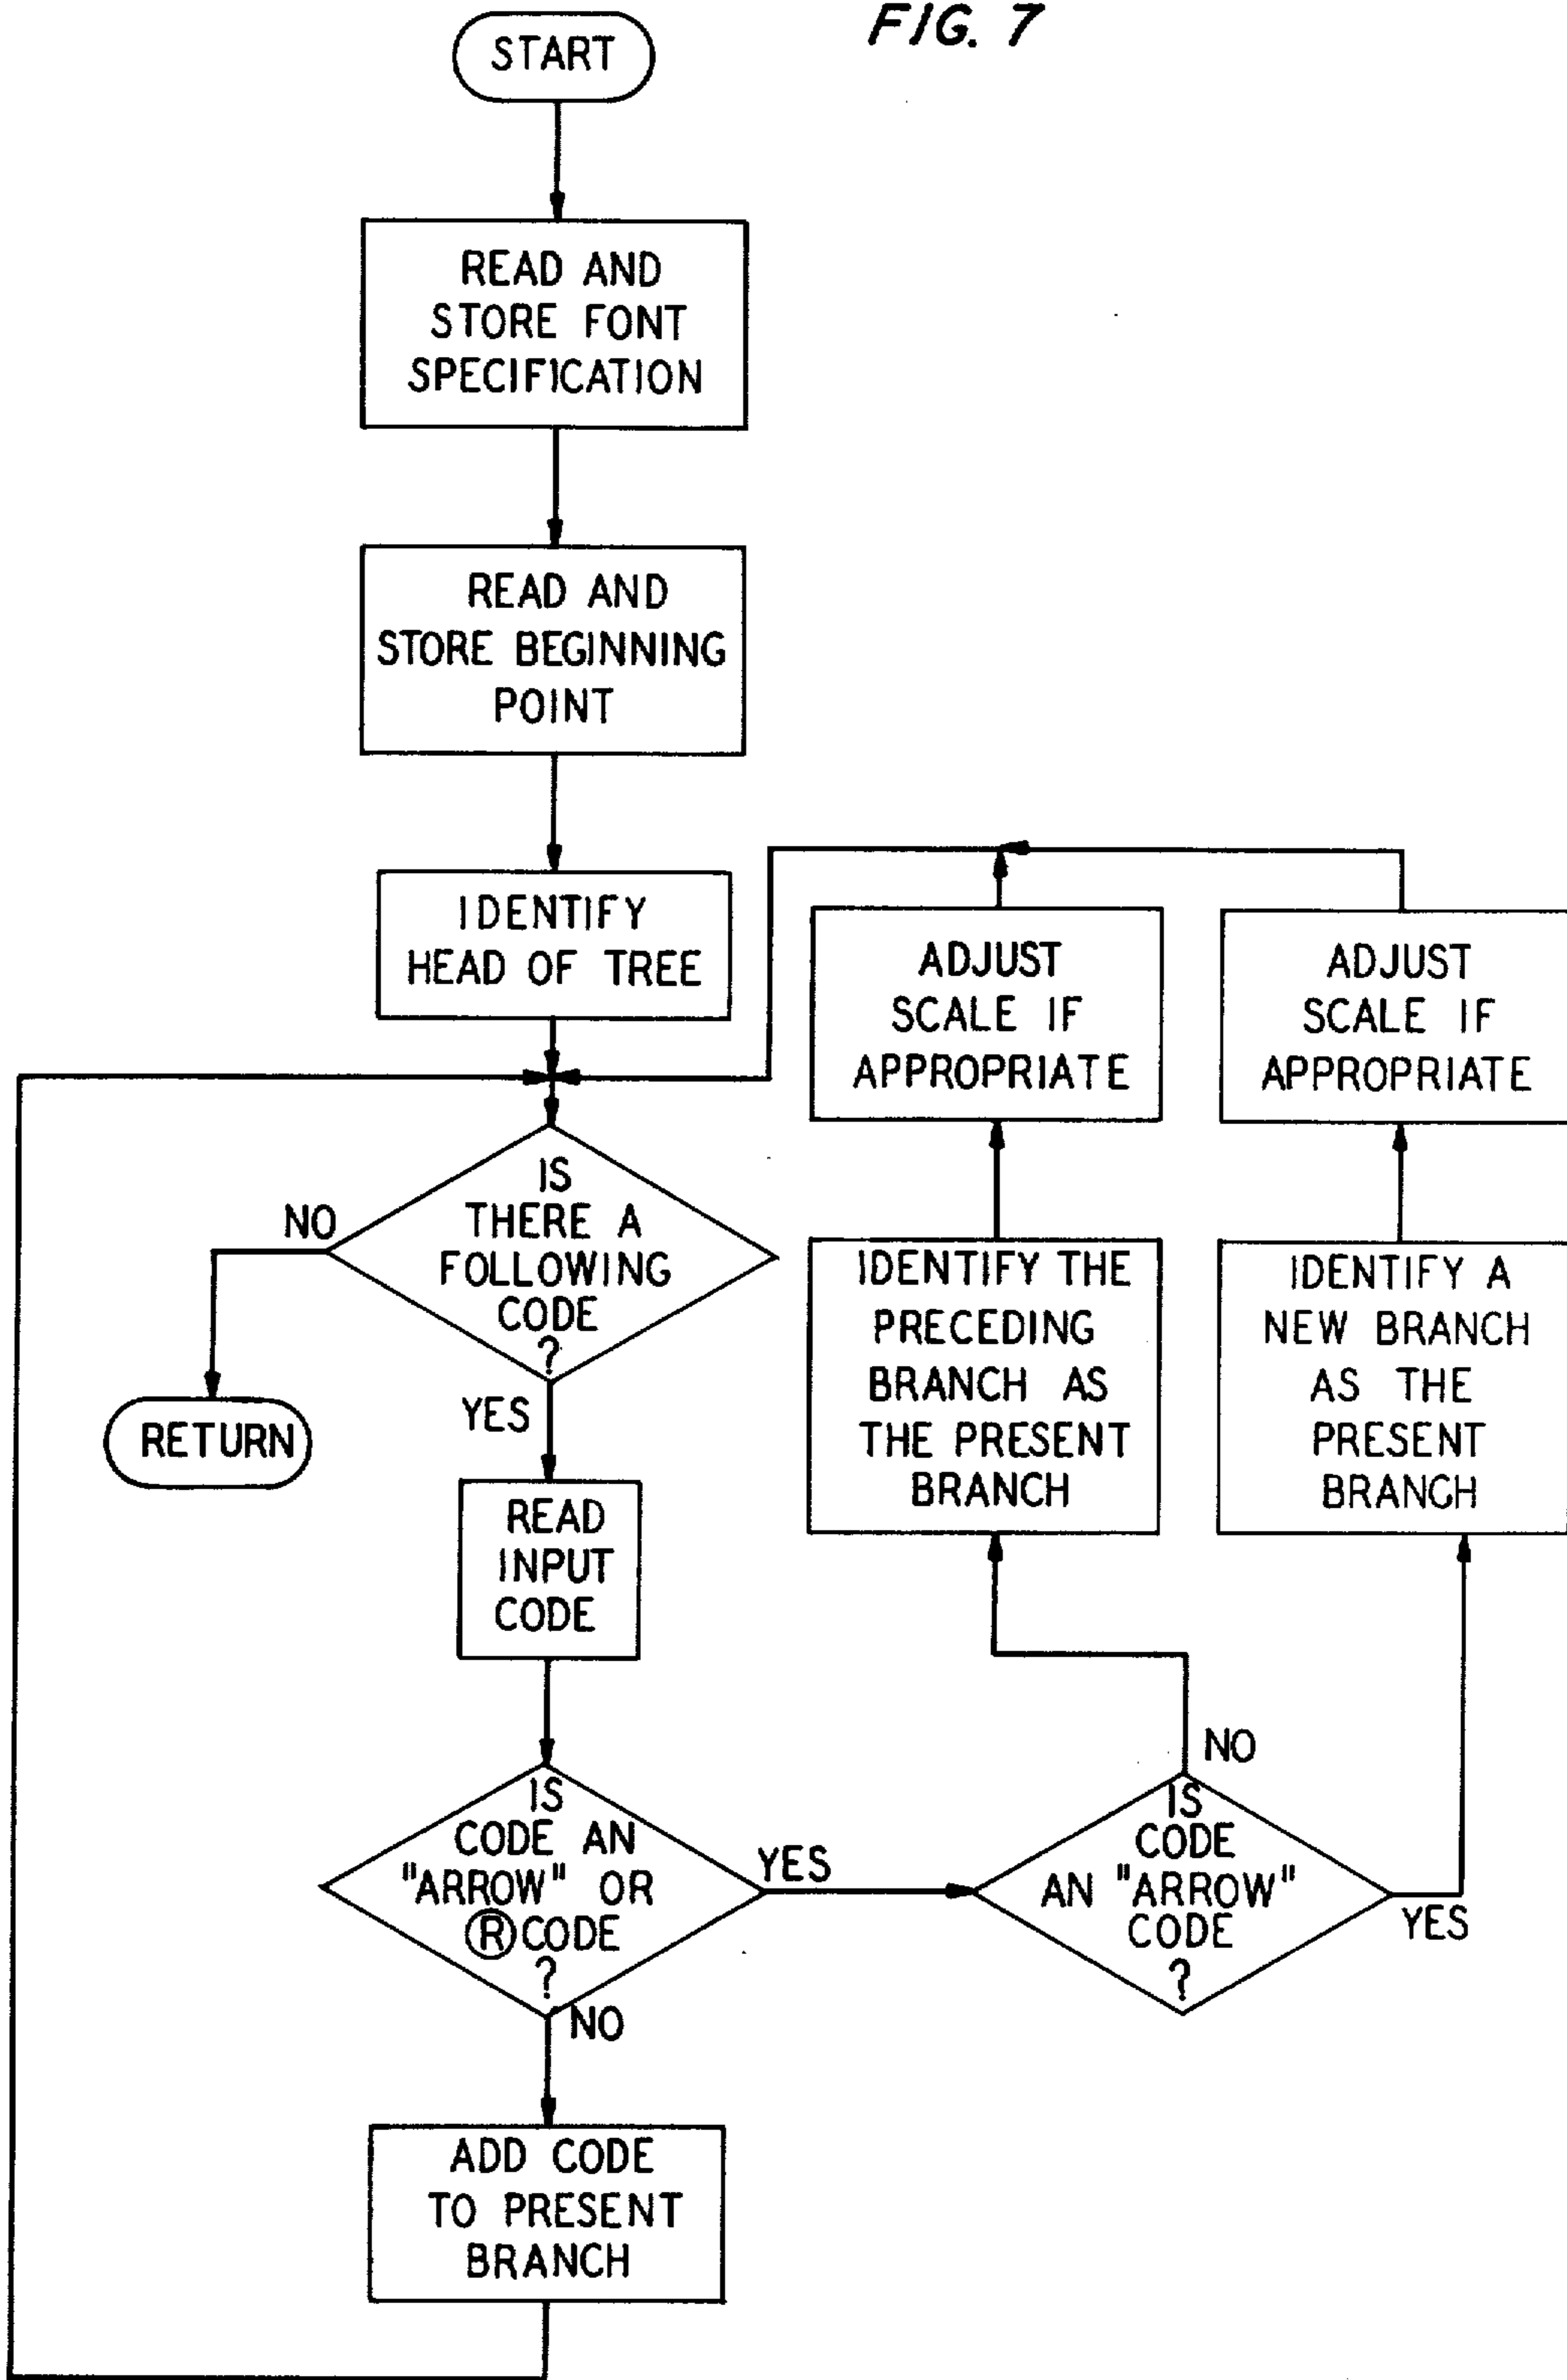 FIG. 7
START
READ AND
STORE FONT
SPECIFICATION
READ AND
STORE BEGINNING
POINT
IDENTIFY
HEAD OF TREE
ADJUST
SCALE IF
APPROPRIATE
ADJUST
SCALE IF
APPROPRIATE
IS
THERE A
FOLLOWING
CODE
?
NO
RETURN
YES
IDENTIFY THE
PRECEDING
BRANCH AS
THE PRESENT
BRANCH
IDENTIFY A
NEW BRANCH
AS THE
PRESENT
BRANCH
READ
INPUT
CODE
IS
CODE AN
"ARROW" OR
Ⓡ CODE
?
YES
NO
IS
CODE
AN "ARROW"
CODE
?
NO
YES
ADD CODE
TO PRESENT
BRANCH